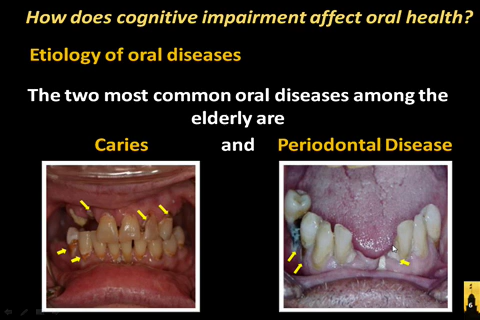 How does cognitive impairment affect oral health?
Etiology of oral diseases
The two most common oral diseases among the
elderly are
Caries and Periodontal Disease
6